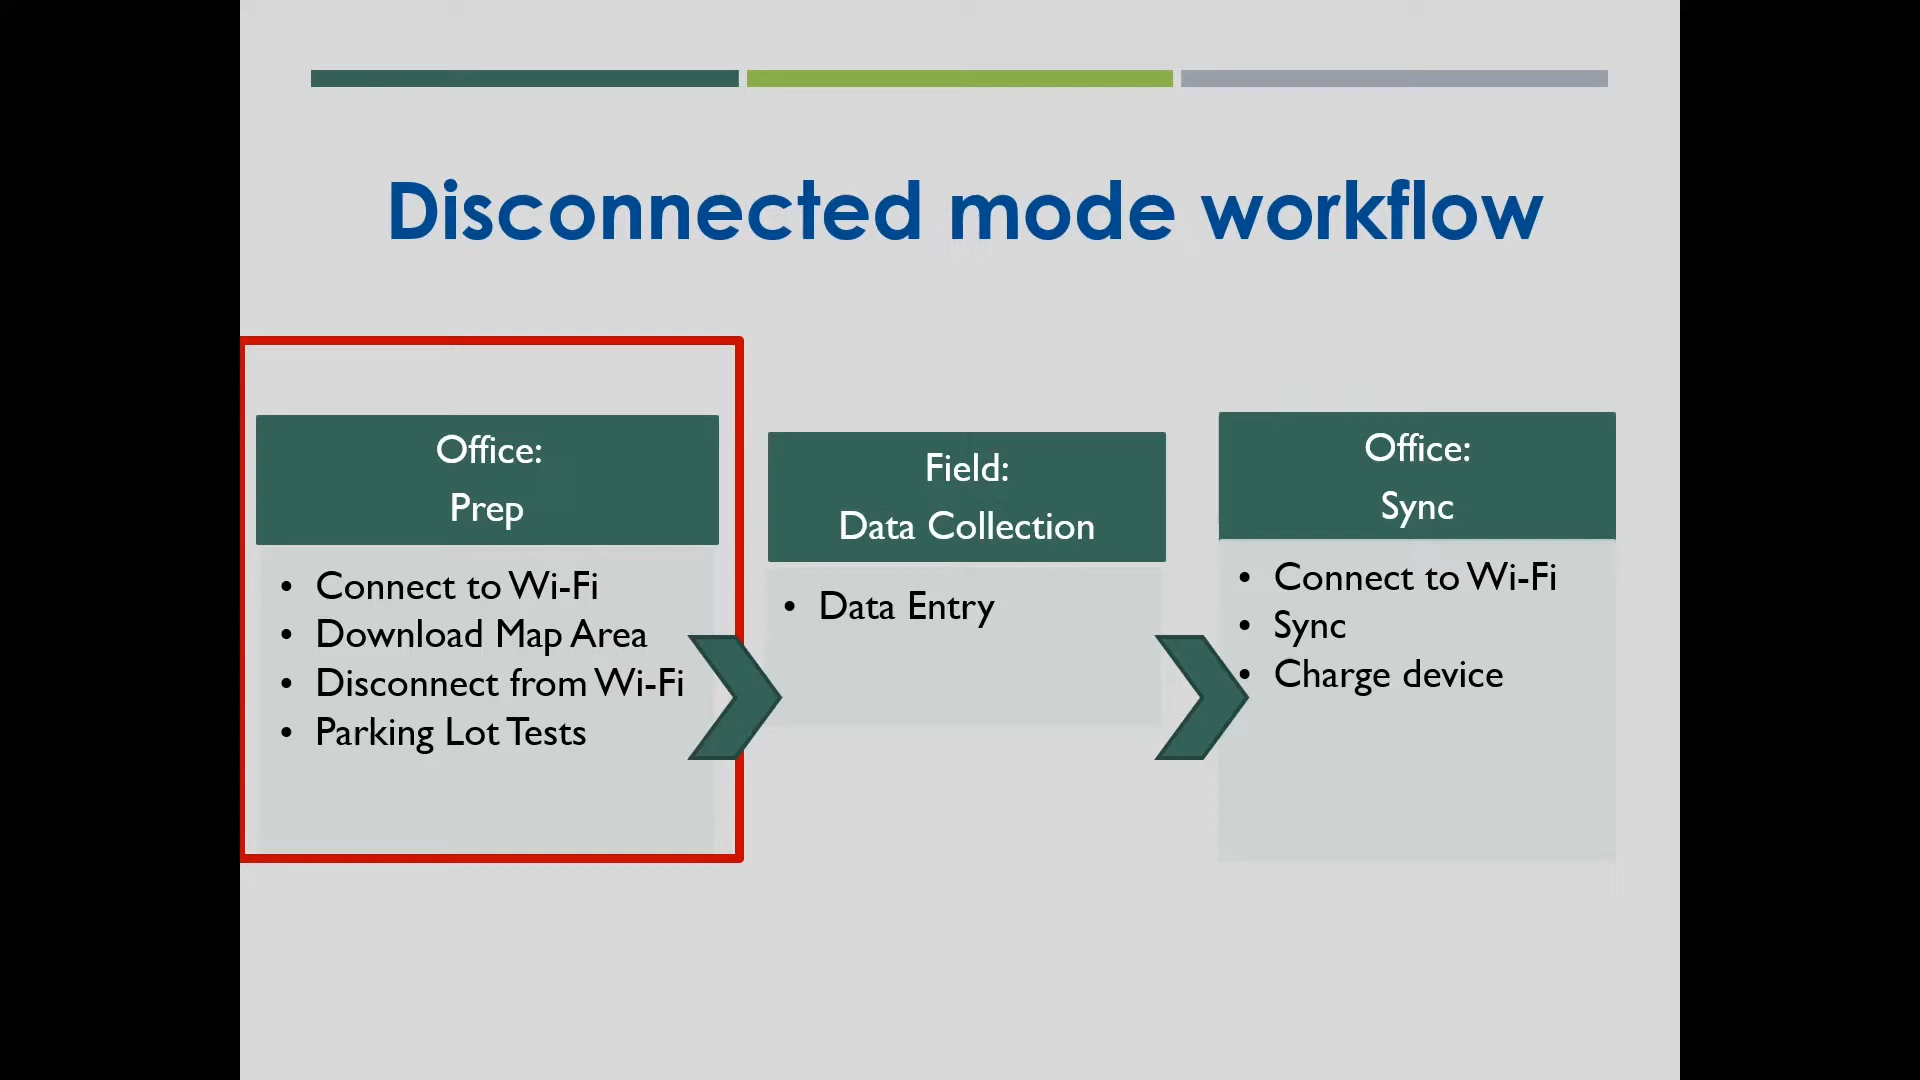 Disconnected mode workflow
Office:
Prep
• Connect to Wi-Fi
• Download Map Area
• Disconnect from Wi-Fi
• Parking Lot Tests
Field:
Data Collection
• Data Entry
Office:
Sync
• Connect to Wi-Fi
• Sync
• Charge device